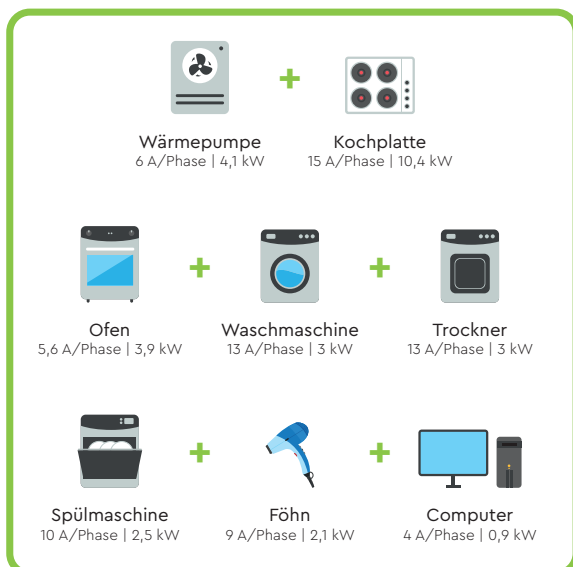 +
Wärmepumpe Kochplatte
6 A/Phase | 4,1 kW 15 A/Phase | 10,4 kW
+ +
Ofen Waschmaschine Trockner
5,6 A/Phase | 3,9 kW 13 A/Phase | 3 kW 13 A/Phase | 3 kW
+ +
Spülmaschine Föhn Computer
10 A/Phase | 2,5 kW 9 A/Phase | 2,1 kW 4 A/Phase | 0,9 kW